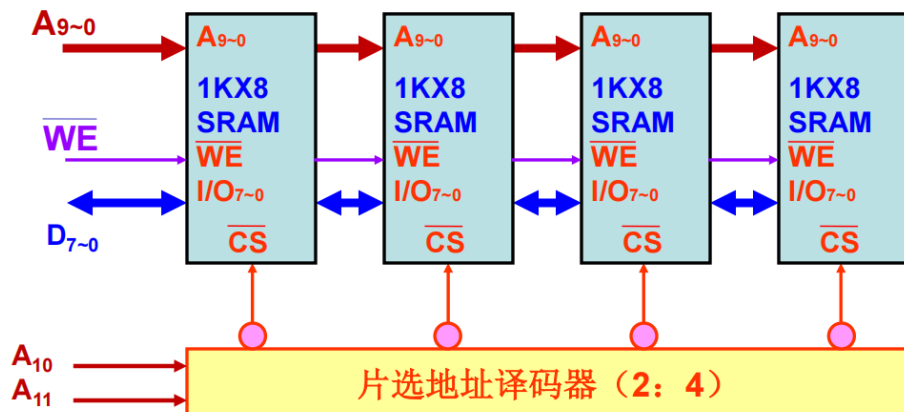 A9~0
WE
D7~0
A9~0
1KX8
SRAM
WE
I/O7~0
CS
A9~0
1KX8
SRAM
WE
I/O7~0
CS
A9~0
1KX8
SRAM
WE
I/O7~0
CS
A9~0
1KX8
SRAM
WE
I/O7~0
CS
A10
A11
片选地址译码器（2：4）